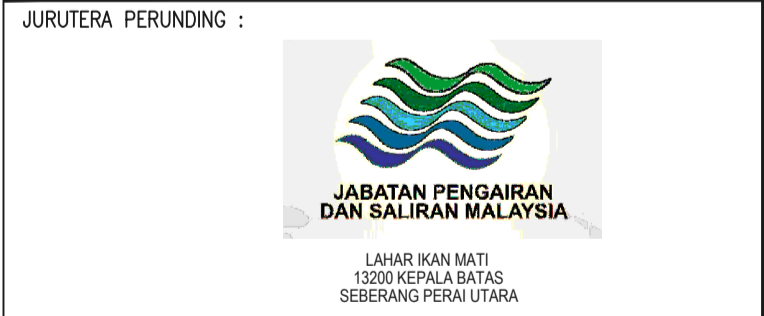 JURUTERA PERUNDING :
JABATAN PENGAIRAN
DAN SALIRAN MALAYSIA
LAHAR IKAN MATI
13200 KEPALA BATAS
SEBERANG PERAI UTARA